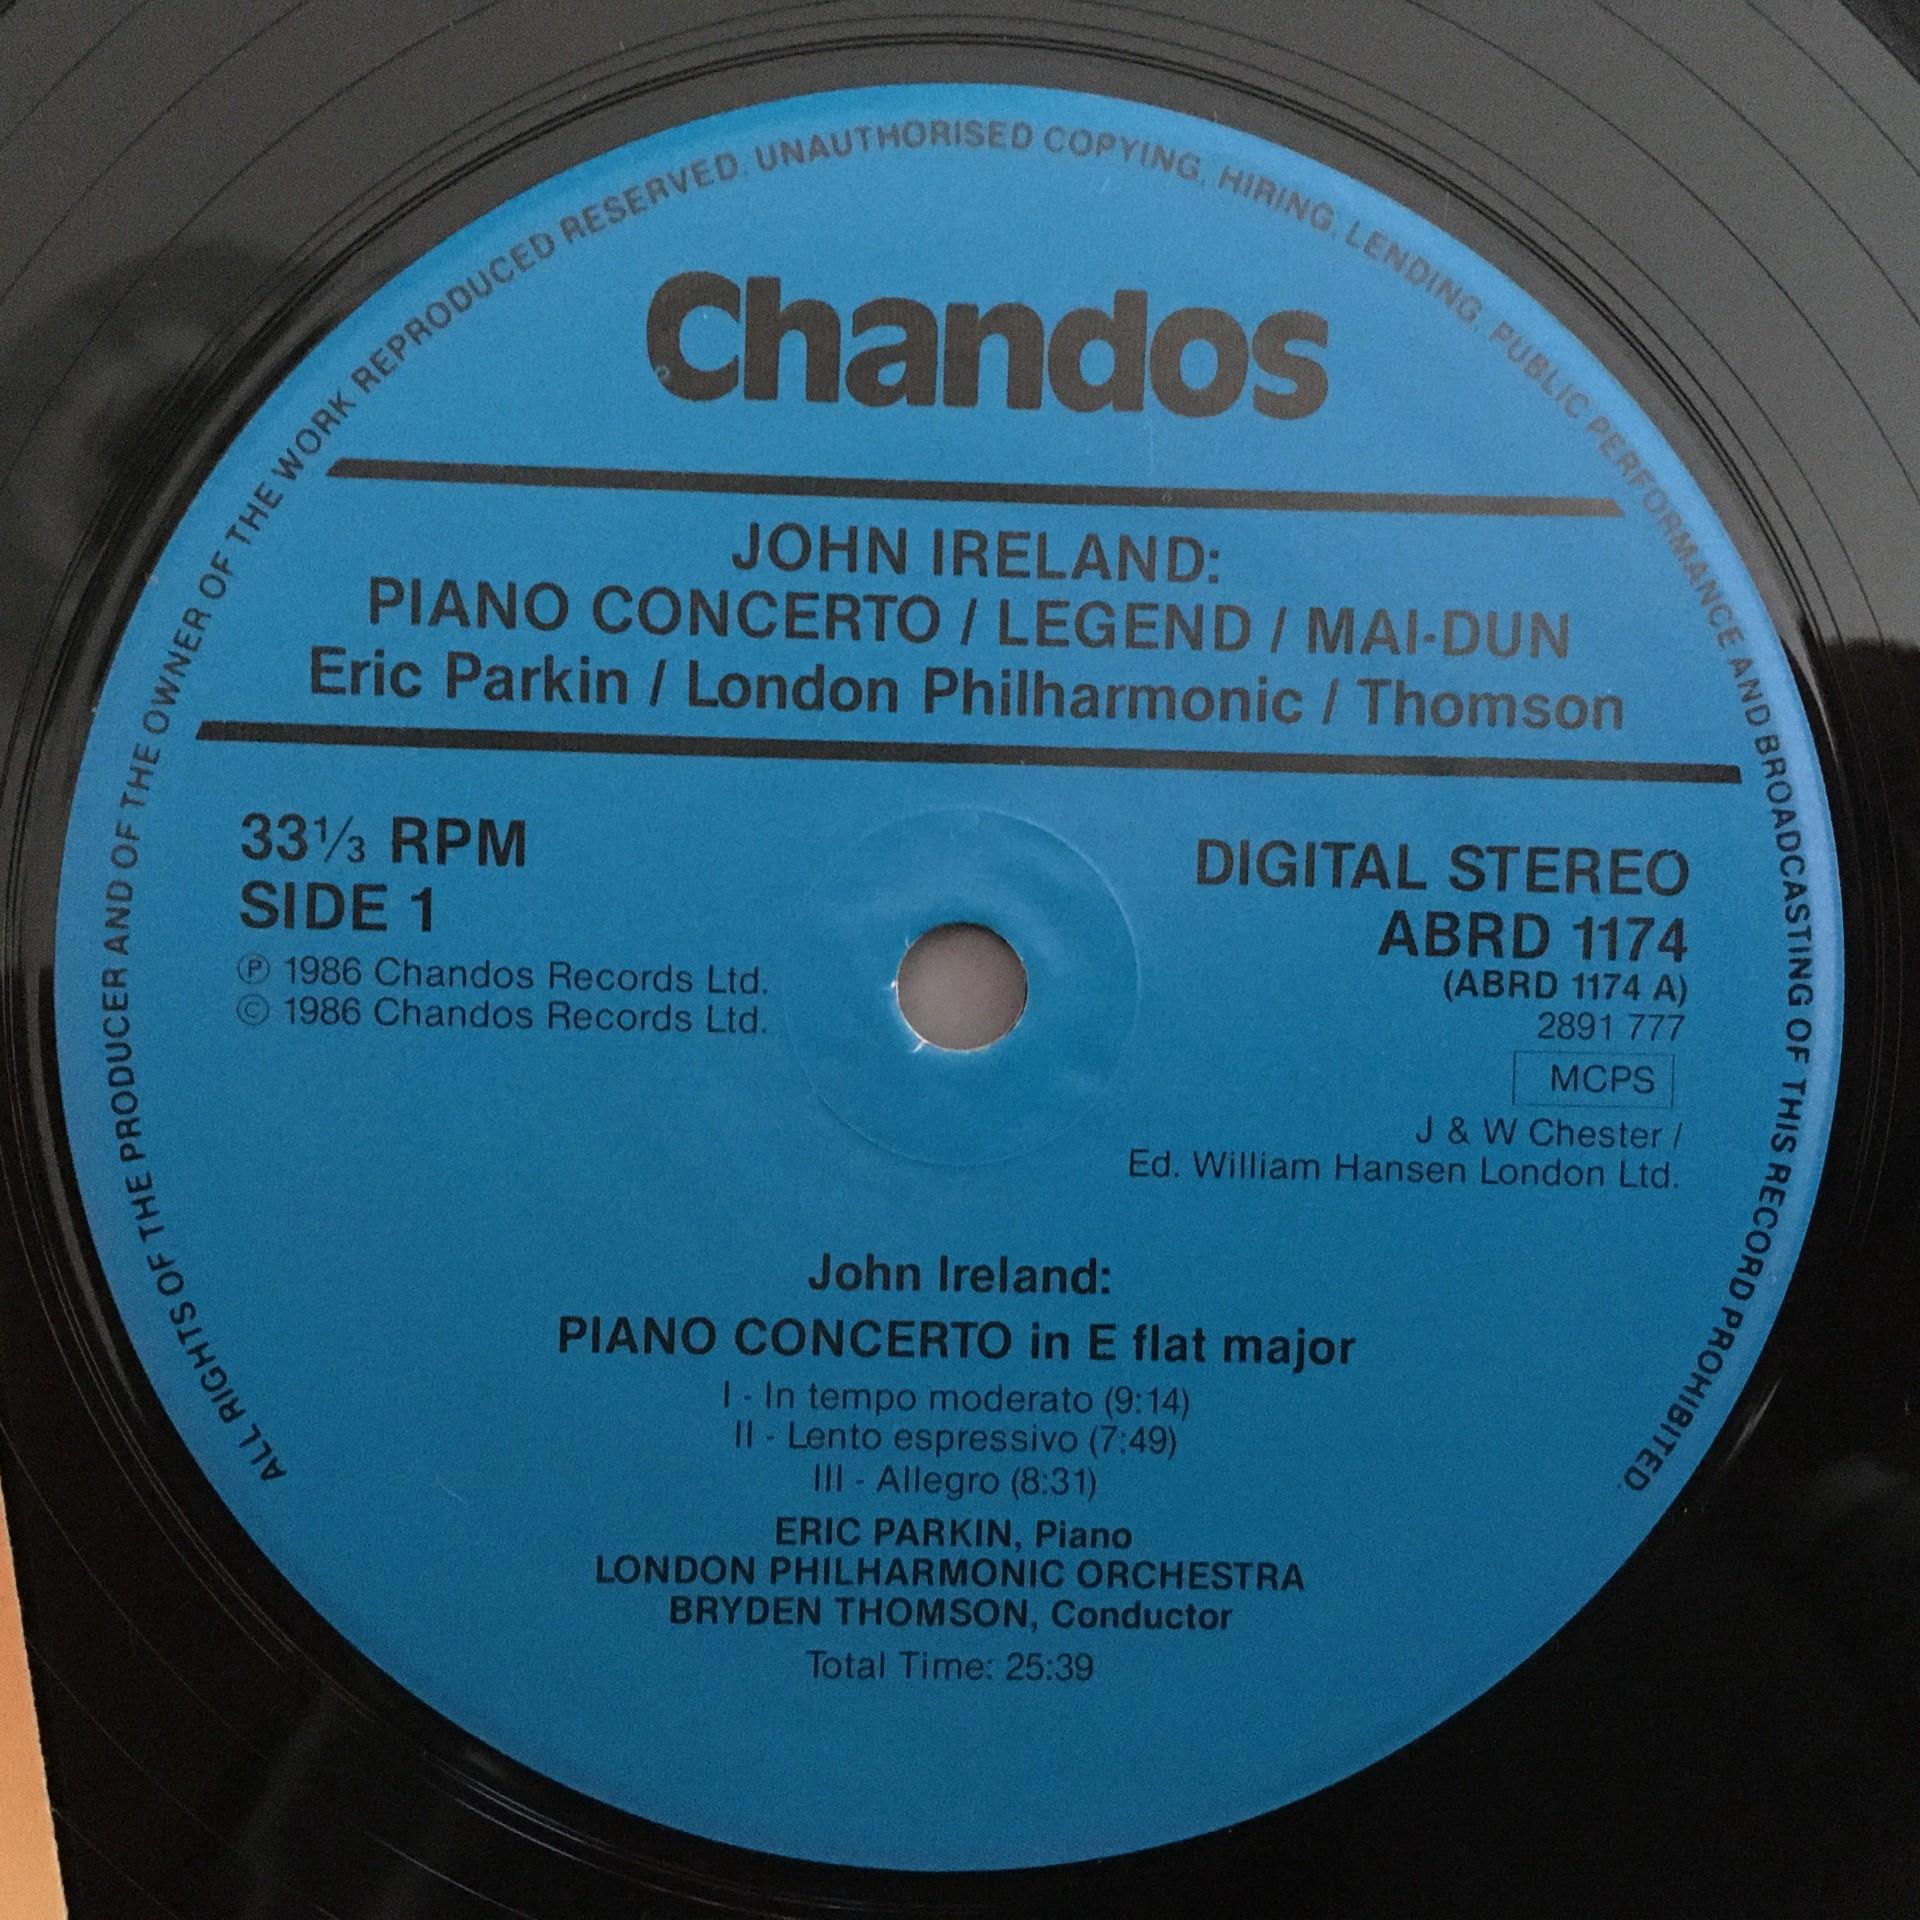 ALL RIGHTS OF THE PRODUCER AND OF THE OWNER OF THE WORK REPRODUCED RESERVED. UNAUTHORISED COPYING, HIRING, LENDING, PUBLIC PERFORMANCE AND BROADCASTING OF THIS RECORD PROHIBITED.
Chandos
JOHN IRELAND:
PIANO CONCERTO / LEGEND / MAI-DUN
Eric Parkin / London Philharmonic / Thomson
33⅓ RPM
SIDE 1
℗ 1986 Chandos Records Ltd.
© 1986 Chandos Records Ltd.
DIGITAL STEREO
ABRD 1174
(ABRD 1174 A)
2891 777
MCPS
J & W Chester /
Ed. William Hansen London Ltd.
John Ireland:
PIANO CONCERTO in E flat major
I - In tempo moderato (9:14)
II - Lento espressivo (7:49)
III - Allegro (8:31)
ERIC PARKIN, Piano
LONDON PHILHARMONIC ORCHESTRA
BRYDEN THOMSON, Conductor
Total Time: 25:39